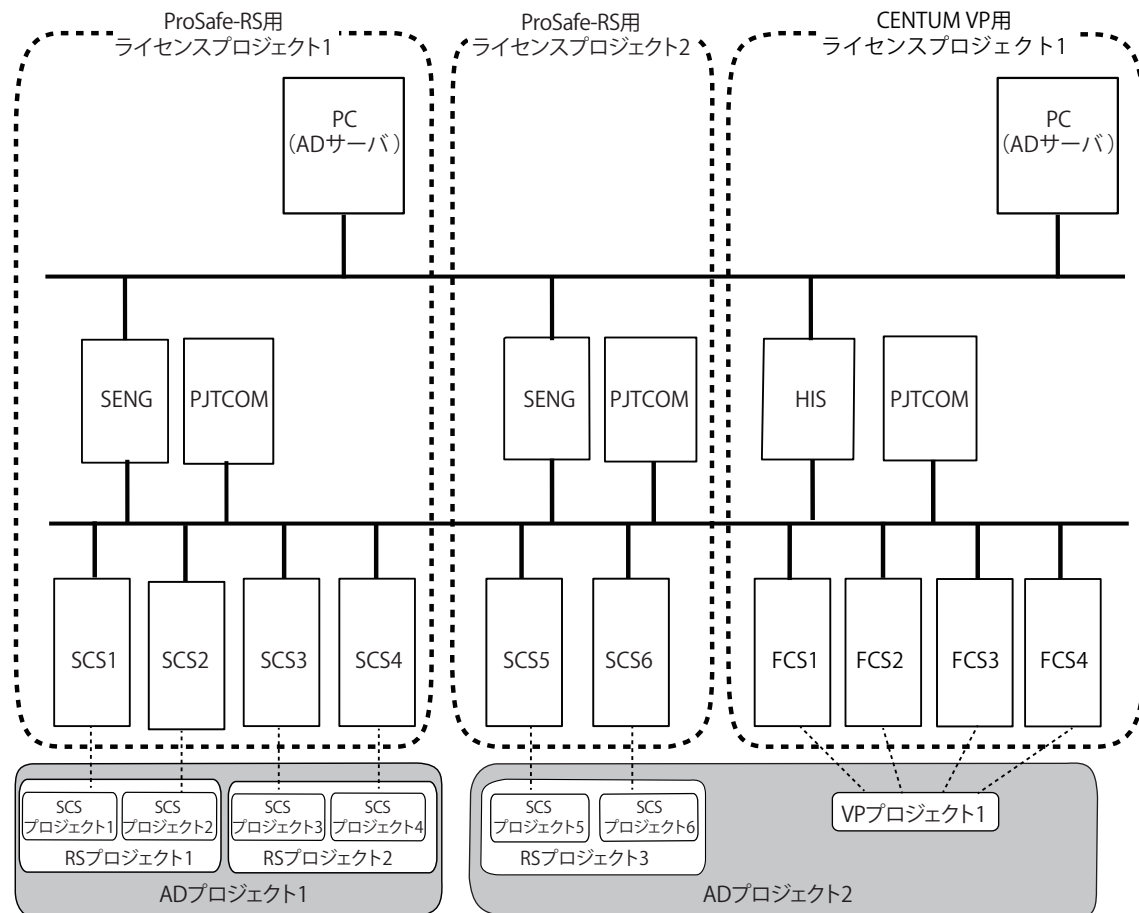 ProSafe-RS用
ライセンスプロジェクト1
ProSafe-RS用
ライセンスプロジェクト2
CENTUM VP用
ライセンスプロジェクト1
PC
(ADサーバ)
PC
(ADサーバ)
SENG
PJTCOM
SENG
PJTCOM
HIS
PJTCOM
SCS1
SCS2
SCS3
SCS4
SCS5
SCS6
FCS1
FCS2
FCS3
FCS4
SCS
プロジェクト1
SCS
プロジェクト2
RSプロジェクト1
SCS
プロジェクト3
SCS
プロジェクト4
RSプロジェクト2
ADプロジェクト1
SCS
プロジェクト5
SCS
プロジェクト6
RSプロジェクト3
VPプロジェクト1
ADプロジェクト2